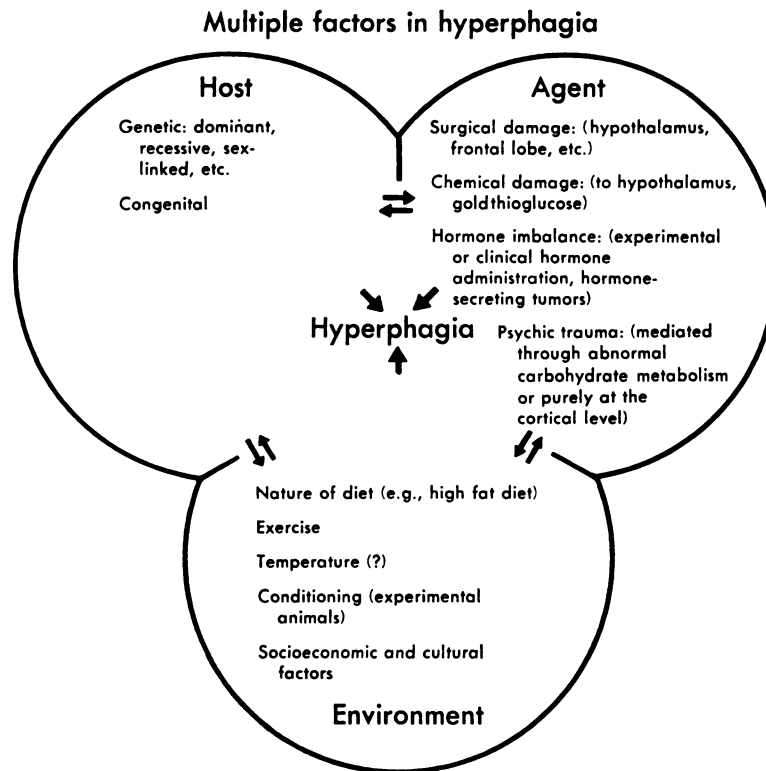 Multiple factors in hyperphagia
Host
Genetic: dominant,
recessive, sex-
linked, etc.
Congenital
Agent
Surgical damage: (hypothalamus,
frontal lobe, etc.)
Chemical damage: (to hypothalamus,
goldthioglucose)
Hormone imbalance: (experimental
or clinical hormone
administration, hormone-
secreting tumors)
Psychic trauma: (mediated
through abnormal
carbohydrate metabolism
or purely at the
cortical level)
Hyperphagia
Nature of diet (e.g., high fat diet)
Exercise
Temperature (?)
Conditioning (experimental
animals)
Socioeconomic and cultural
factors
Environment